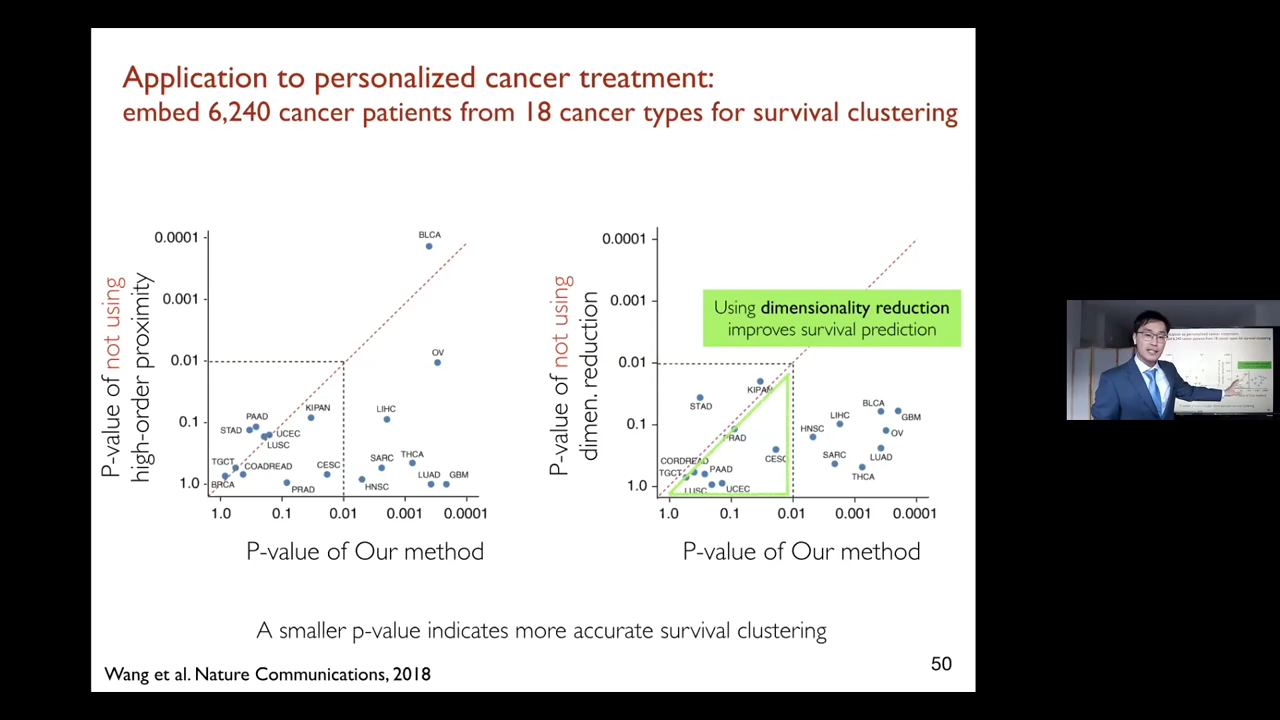 Application to personalized cancer treatment:
embed 6,240 cancer patients from 18 cancer types for survival clustering
P-value of not using
high-order proximity
0.0001
0.001
0.01
0.1
1.0
BLCA
OV
KIPAN
LIHC
PAAD
STAD
UCEC
LUSC
TGCT
COADREAD
BRCA
PRAD
CESC
SARC
THCA
HNSC
LUAD
GBM
1.0
0.1
0.01
0.001
0.0001
P-value of Our method
P-value of not using
dimen. reduction
0.0001
0.001
0.01
0.1
1.0
Using dimensionality reduction
improves survival prediction
KIPAN
STAD
PRAD
CESC
CORDREAD
TGCT
PAAD
LUSC
UCEC
BLCA
GBM
LIHC
HNSC
OV
SARC
LUAD
THCA
1.0
0.1
0.01
0.001
0.0001
P-value of Our method
A smaller p-value indicates more accurate survival clustering
Wang et al. Nature Communications, 2018
50